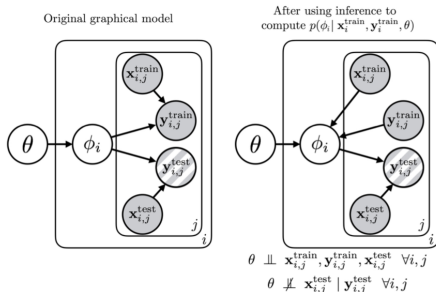 Original graphical model
After using inference to
compute p(ϕ_i| x_i^train, y_i^train, θ)
x_{i,j}^train
y_{i,j}^train
θ
ϕ_i
y_{i,j}^test
x_{i,j}^test
j
i
x_{i,j}^train
y_{i,j}^train
θ
ϕ_i
y_{i,j}^test
x_{i,j}^test
j
i
θ ⫫ x_{i,j}^train, y_{i,j}^train, x_{i,j}^test ∀i, j
θ ⫫̸ x_{i,j}^test | y_{i,j}^test ∀i, j